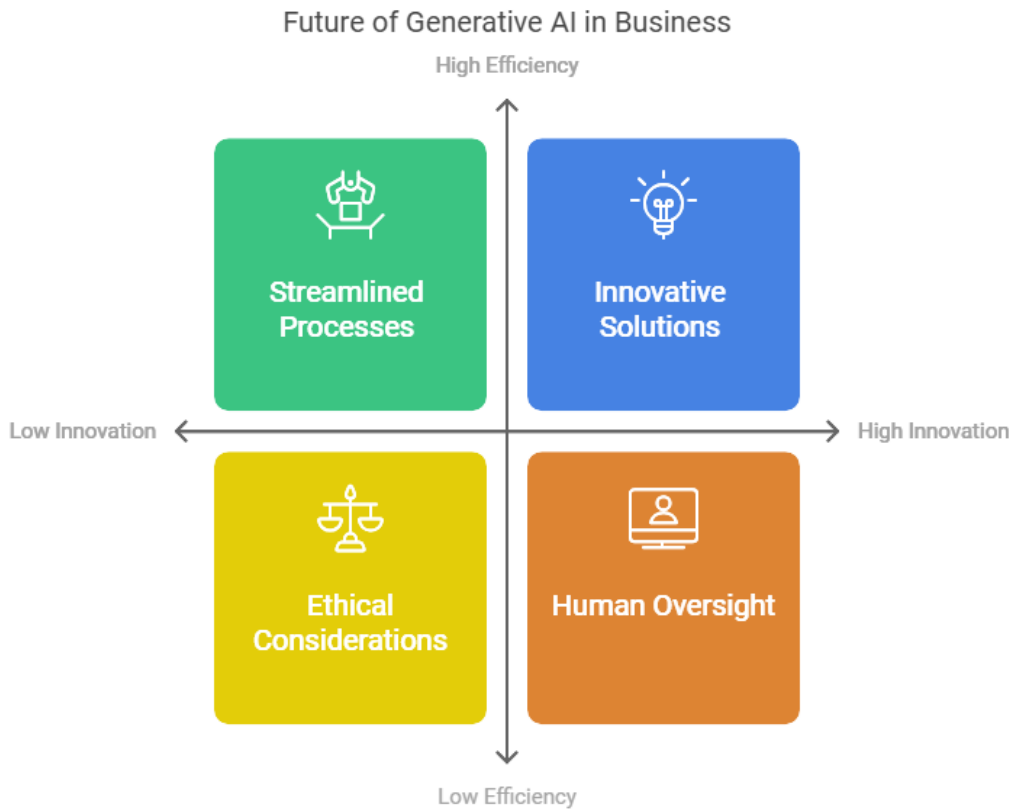 Future of Generative AI in Business
High Efficiency
Streamlined
Processes
Innovative
Solutions
Low Innovation
High Innovation
Ethical
Considerations
Human Oversight
Low Efficiency